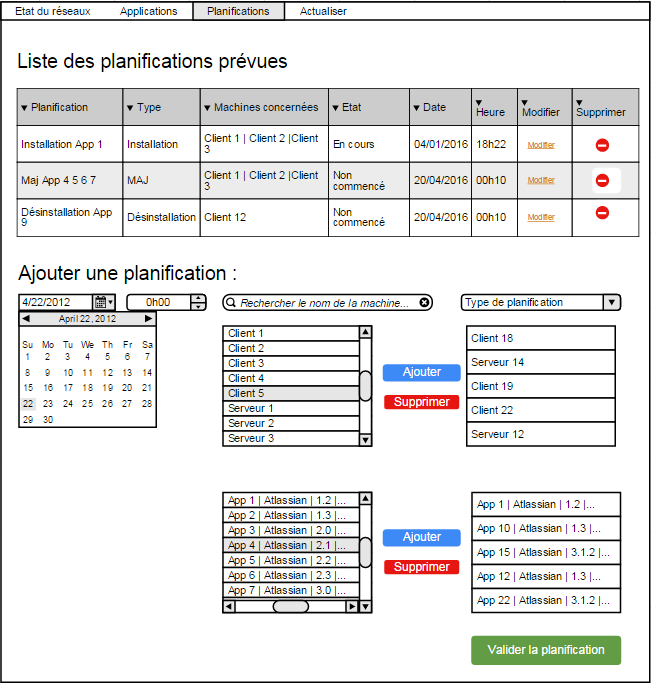 Etat du réseaux Applications Planifications Actualiser
Liste des planifications prévues
Planification Type Machines concernées Etat Date Heure Modifier Supprimer
Installation App 1 Installation Client 1 | Client 2 |Client 3 En cours 04/01/2016 18h22 Modifier
Maj App 4 5 6 7 MAJ Client 1 | Client 2 |Client 3 Non commencé 20/04/2016 00h10 Modifier
Désinstallation App 9 Désinstallation Client 12 Non commencé 20/04/2016 00h10 Modifier
Ajouter une planification :
4/22/2012 0h00 Rechercher le nom de la machine... Type de planification
April 22, 2012
Su Mo Tu We Th Fr Sa
1 2 3 4 5 6 7
8 9 10 11 12 13 14
15 16 17 18 19 20 21
22 23 24 25 26 27 28
29 30
Client 1
Client 2
Client 3
Client 4
Client 5
Serveur 1
Serveur 2
Serveur 3
Ajouter
Supprimer
Client 18
Serveur 14
Client 19
Client 22
Serveur 12
App 1 | Atlassian | 1.2 |...
App 2 | Atlassian | 1.3 |...
App 3 | Atlassian | 2.0 |...
App 4 | Atlassian | 2.1 |...
App 5 | Atlassian | 2.2 |...
App 6 | Atlassian | 2.3 |...
App 7 | Atlassian | 3.0 |...
Ajouter
Supprimer
App 1 | Atlassian | 1.2 |...
App 10 | Atlassian | 1.3 |...
App 15 | Atlassian | 3.1.2 |...
App 12 | Atlassian | 1.3 |...
App 22 | Atlassian | 3.1.2 |...
Valider la planification